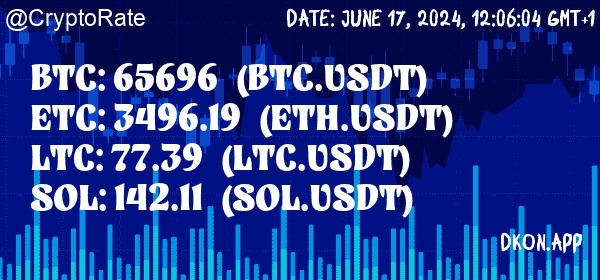 @CryptoRate
DATE: JUNE 17, 2024, 12:06:04 GMT+1
BTC: 65696 (BTC.USDT)
ETC: 3496.19 (ETH.USDT)
LTC: 77.39 (LTC.USDT)
SOL: 142.11 (SOL.USDT)
DKON.APP